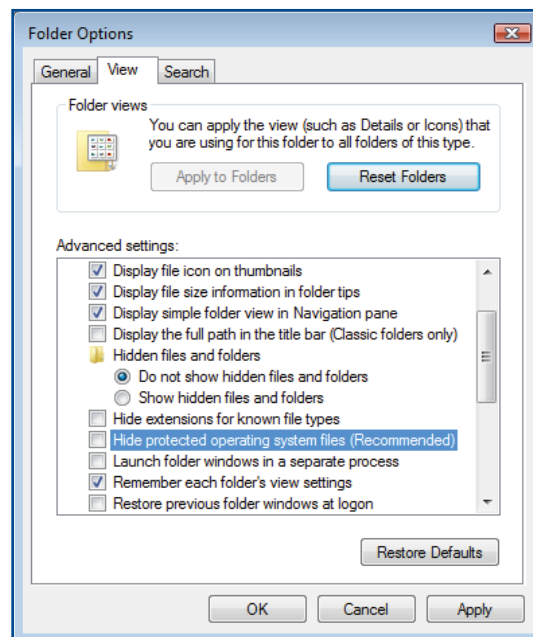 Folder Options
General View Search
Folder views
You can apply the view (such as Details or Icons) that
you are using for this folder to all folders of this type.
Apply to Folders Reset Folders
Advanced settings:
Display file icon on thumbnails
Display file size information in folder tips
Display simple folder view in Navigation pane
Display the full path in the title bar (Classic folders only)
Hidden files and folders
Do not show hidden files and folders
Show hidden files and folders
Hide extensions for known file types
Hide protected operating system files (Recommended)
Launch folder windows in a separate process
Remember each folder's view settings
Restore previous folder windows at logon
Restore Defaults
OK Cancel Apply